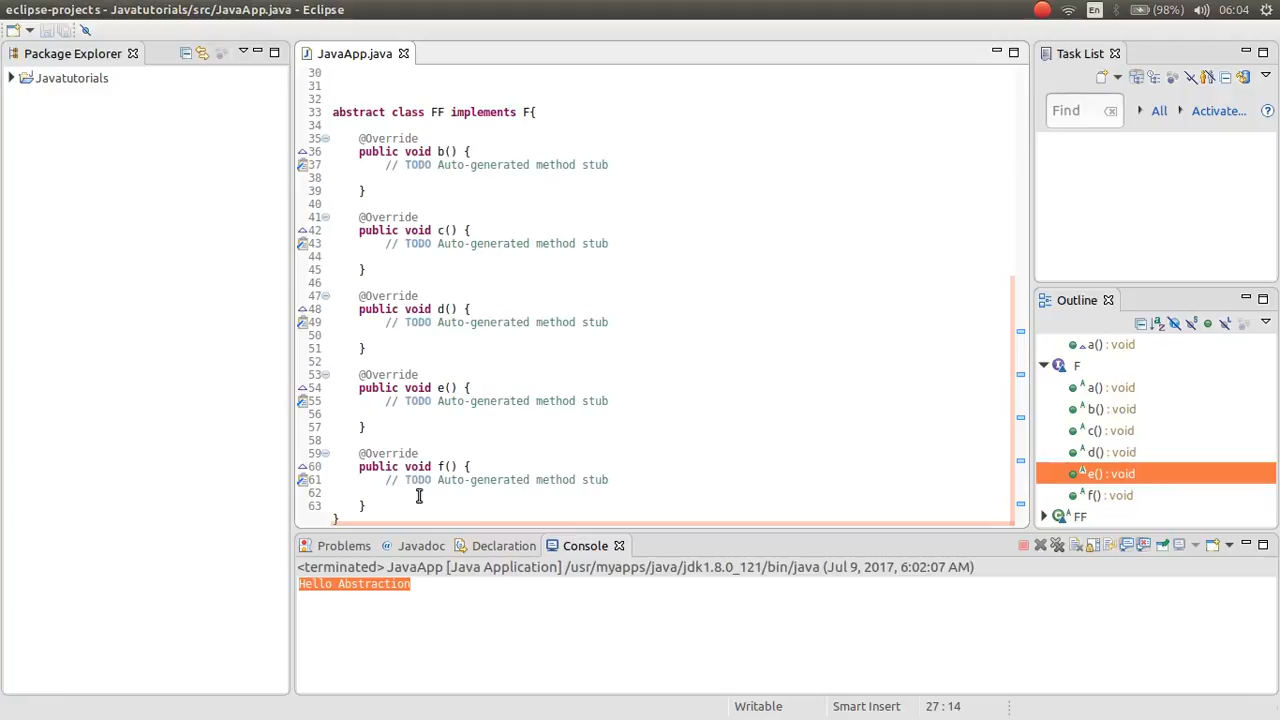 eclipse-projects - Javatutorials/src/JavaApp.java - Eclipse
En (98%) 06:04
Package Explorer
Javatutorials
JavaApp.java
30
31
32
33 abstract class FF implements F{
34
35 @Override
36 public void b() {
37 // TODO Auto-generated method stub
38
39 }
40
41 @Override
42 public void c() {
43 // TODO Auto-generated method stub
44
45 }
46
47 @Override
48 public void d() {
49 // TODO Auto-generated method stub
50
51 }
52
53 @Override
54 public void e() {
55 // TODO Auto-generated method stub
56
57 }
58
59 @Override
60 public void f() {
61 // TODO Auto-generated method stub
62
63 }
}
Task List
Find All Activate...
Outline
a() : void
F
a() : void
b() : void
c() : void
d() : void
e() : void
f() : void
FF
Problems Javadoc Declaration Console
<terminated> JavaApp [Java Application] /usr/myapps/java/jdk1.8.0_121/bin/java (Jul 9, 2017, 6:02:07 AM)
Hello Abstraction
Writable Smart Insert 27 : 14